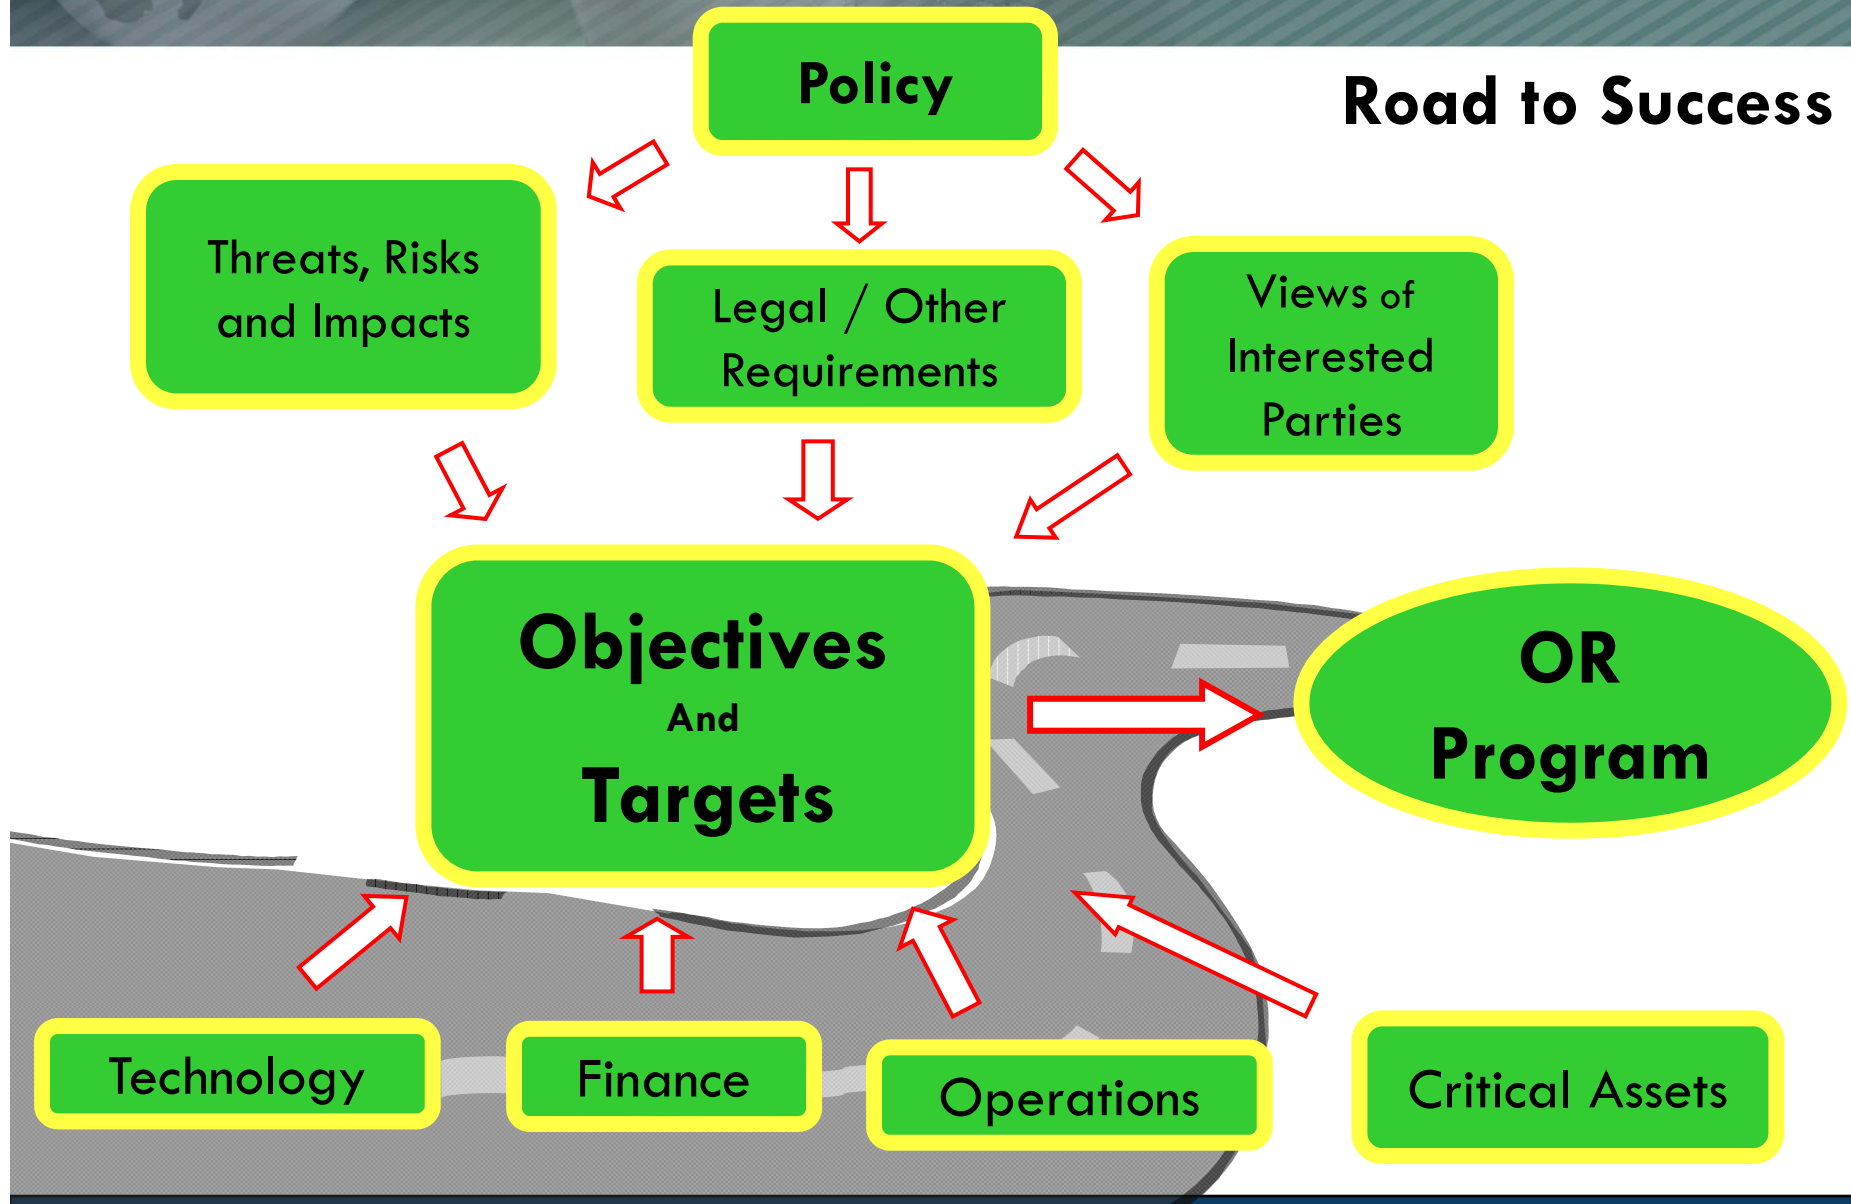 Policy
Road to Success
Threats, Risks
and Impacts
Legal / Other
Requirements
Views of
Interested
Parties
Objectives
And
Targets
OR
Program
Technology
Finance
Operations
Critical Assets